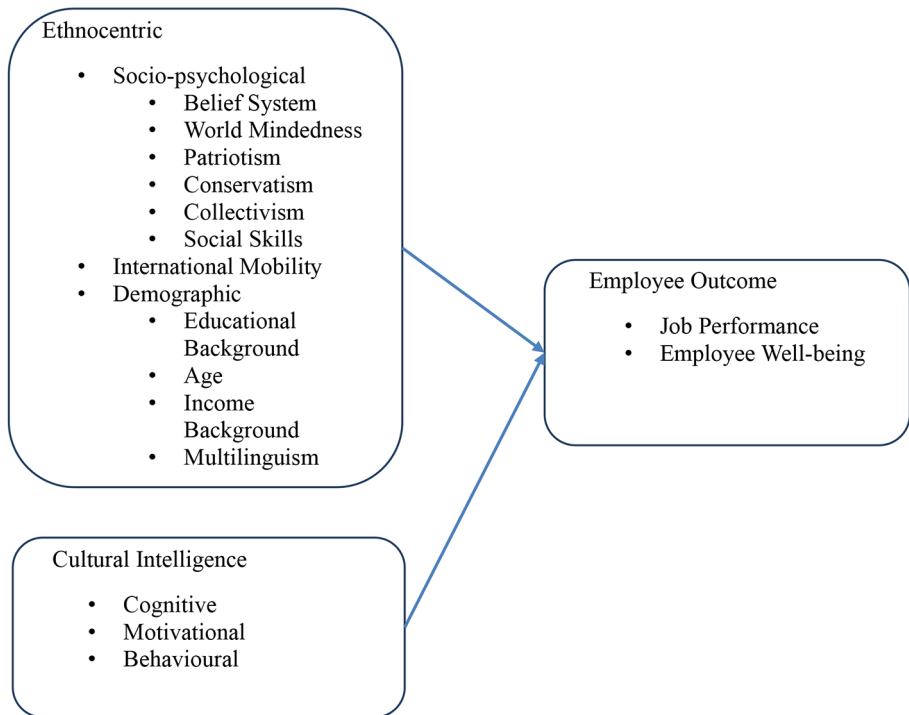 Ethnocentric
• Socio-psychological
• Belief System
• World Mindedness
• Patriotism
• Conservatism
• Collectivism
• Social Skills
• International Mobility
• Demographic
• Educational
Background
• Age
• Income
Background
• Multilinguism
Employee Outcome
• Job Performance
• Employee Well-being
Cultural Intelligence
• Cognitive
• Motivational
• Behavioural